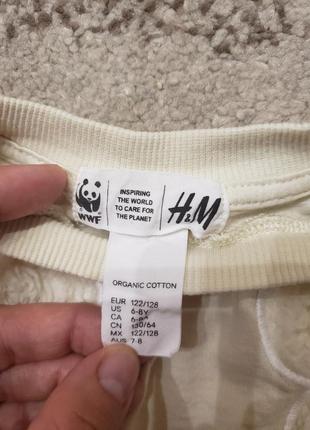 WWF
INSPIRING
THE WORLD
TO CARE FOR
THE PLANET
H&M
ORGANIC COTTON
EUR 122/128
US 6-8Y
CA
CN 130/64
MX 122/128
AUS 7-8